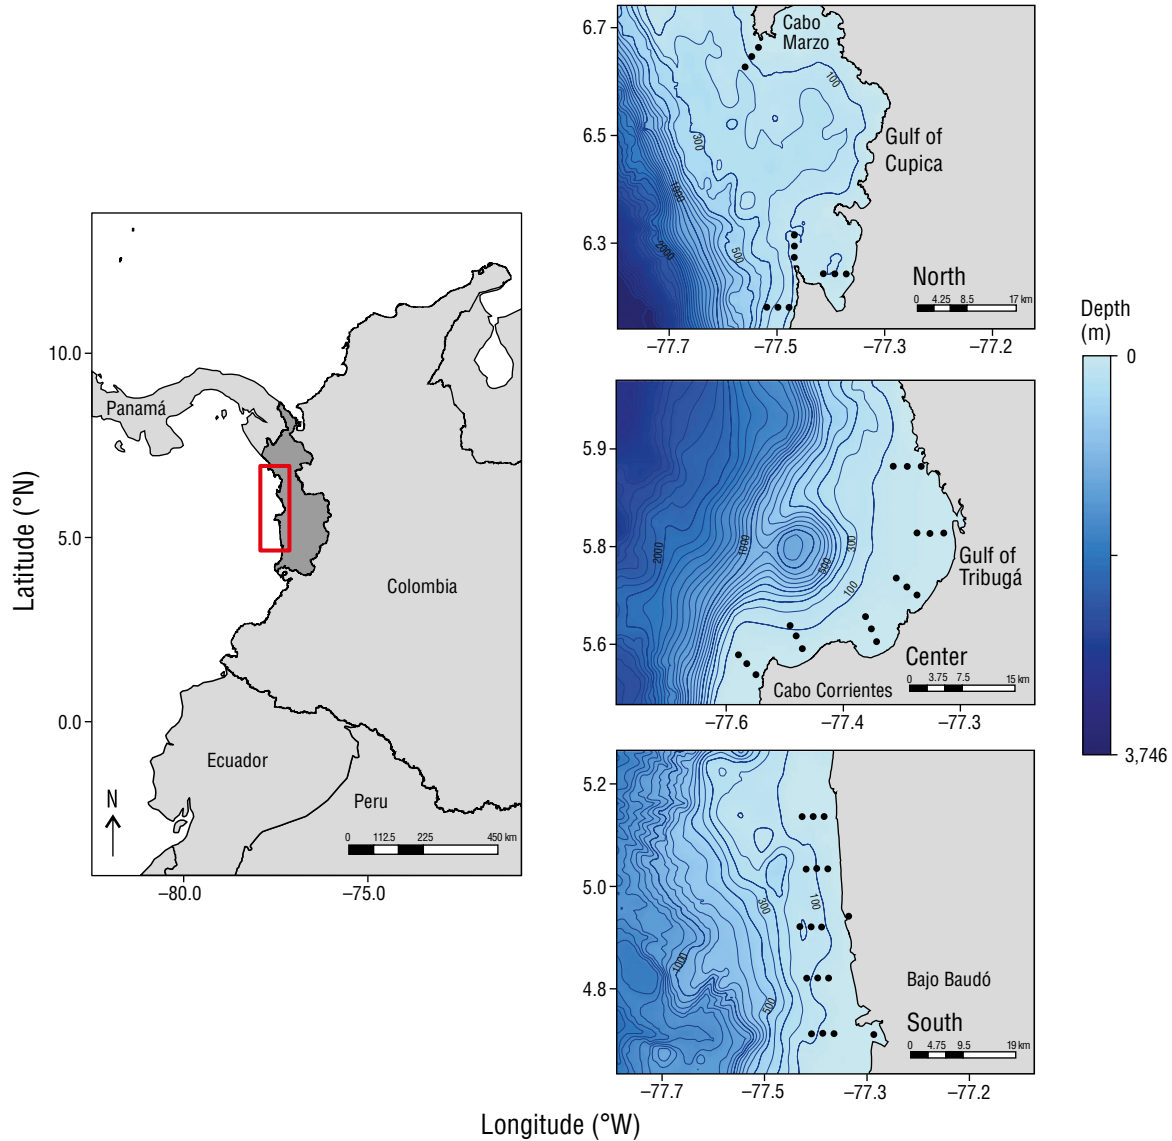 Latitude (°N)
10.0
5.0
0.0
Panamá
Colombia
Ecuador
Peru
N
0 112.5 225 450 km
−80.0 −75.0
6.7
6.5
6.3
Cabo
Marzo
100
300
1000
2000
500
Gulf of
Cupica
North
0 4.25 8.5 17 km
−77.7 −77.5 −77.3 −77.2
5.9
5.8
5.6
2000
1000
300
500
100
Gulf of
Tribugá
Center
Cabo Corrientes
0 3.75 7.5 15 km
−77.6 −77.4 −77.3
5.2
5.0
4.8
300
100
1000
500
Bajo Baudó
South
0 4.75 9.5 19 km
−77.7 −77.5 −77.3 −77.2
Depth
(m)
0
3,746
Longitude (°W)